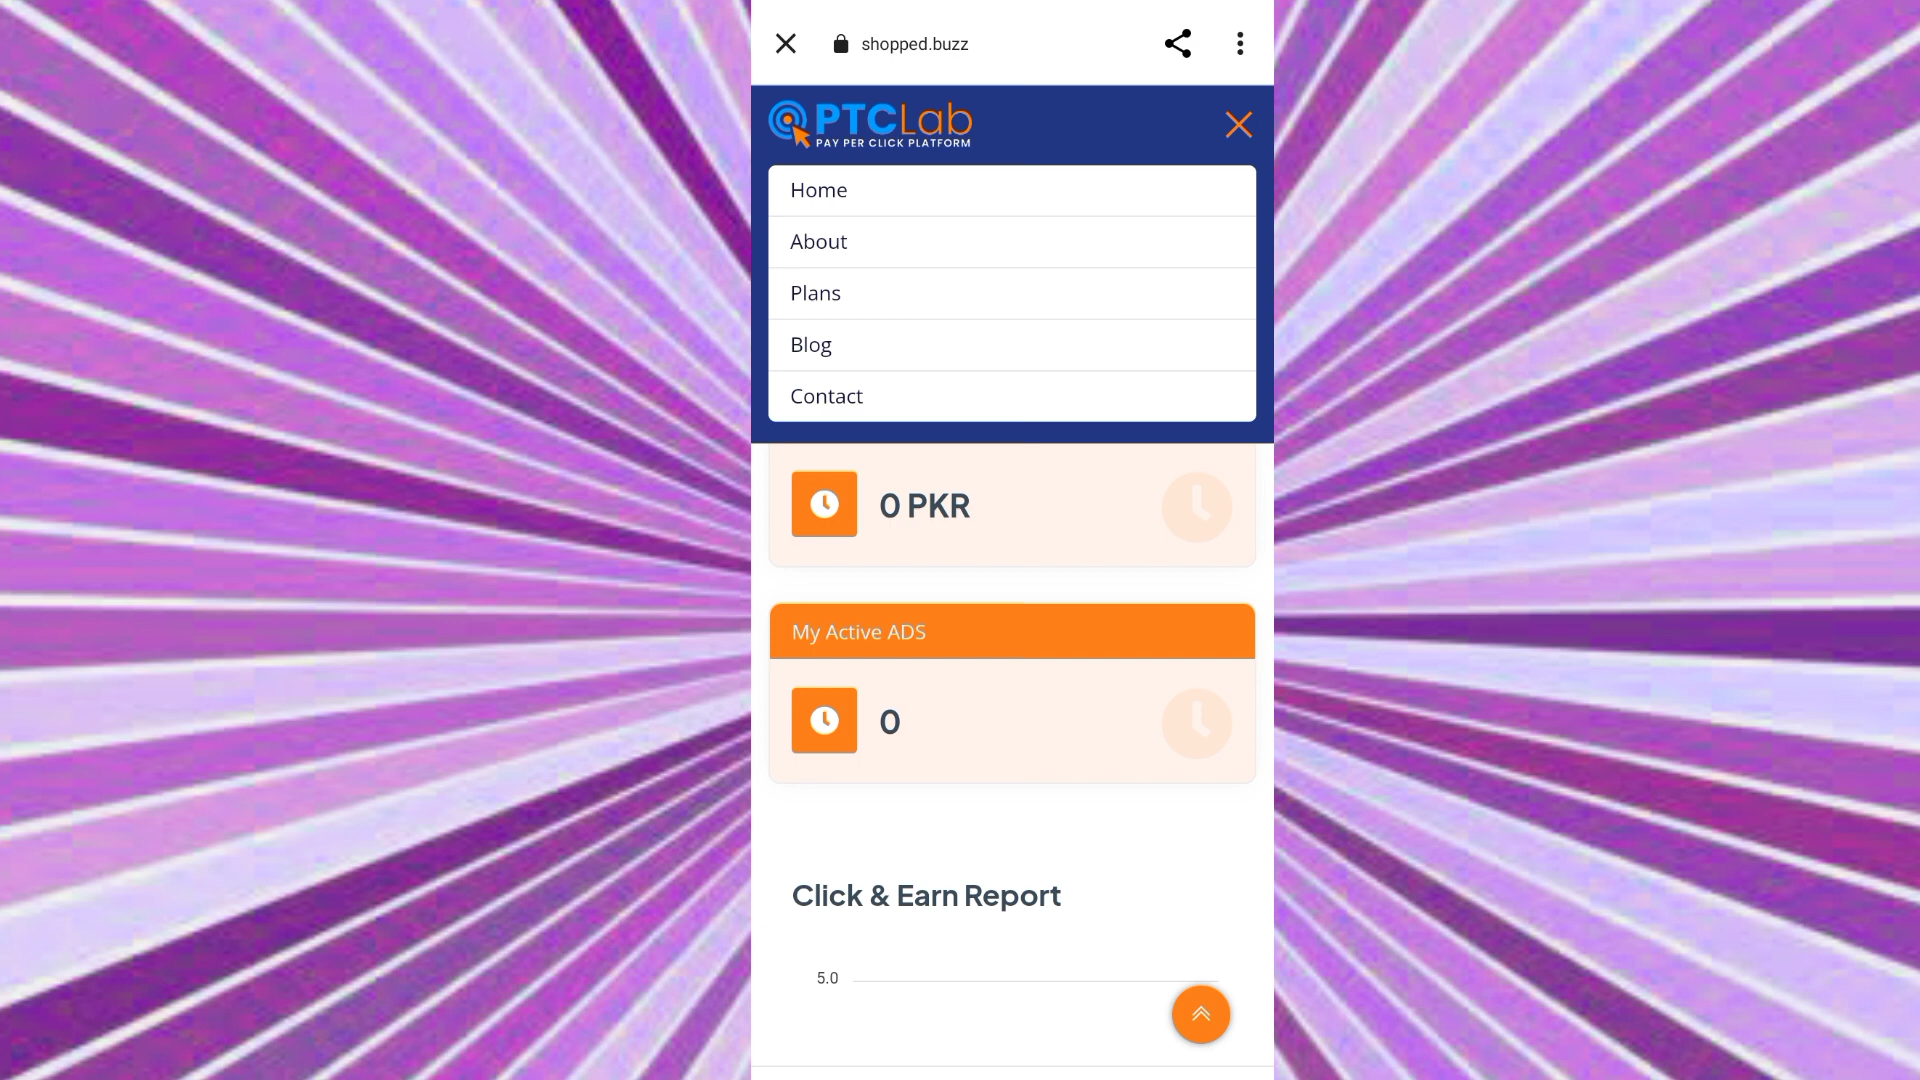 shopped.buzz
PTCLab
PAY PER CLICK PLATFORM
Home
About
Plans
Blog
Contact
0 PKR
My Active ADS
0
Click & Earn Report
5.0